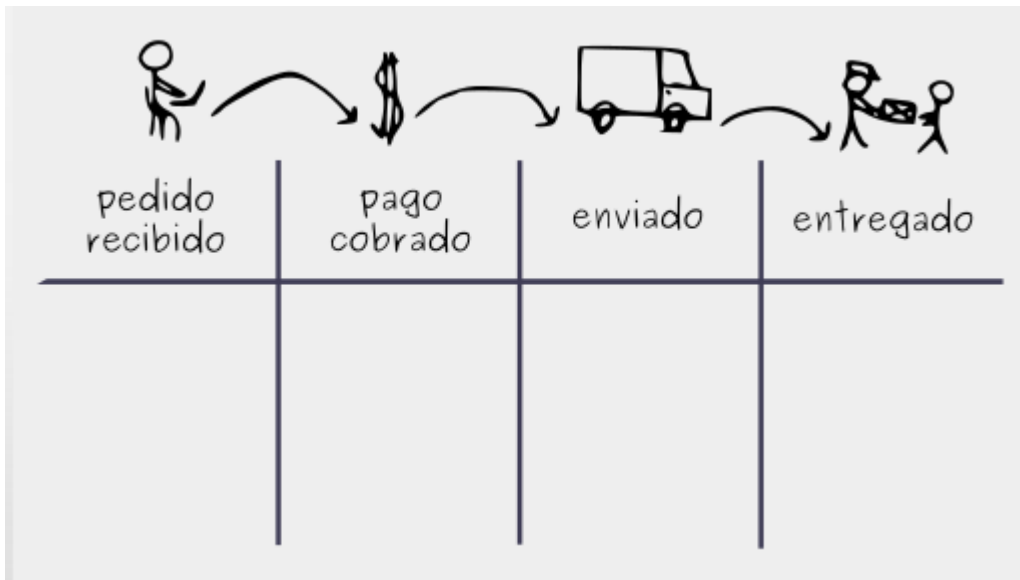 pedido
recibido
pago
cobrado
enviado
entregado